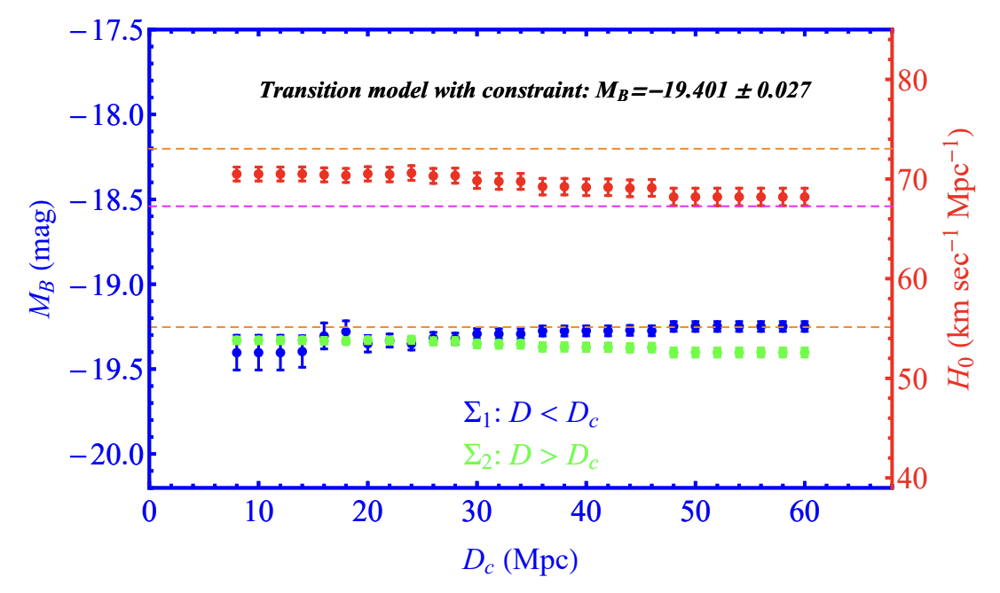 Transition model with constraint: M_B=−19.401 ± 0.027
M_B (mag)
−17.5
−18.0
−18.5
−19.0
−19.5
−20.0
H_0 (km sec⁻¹ Mpc⁻¹)
80
70
60
50
40
Σ₁: D < D_c
Σ₂: D > D_c
0 10 20 30 40 50 60
D_c (Mpc)